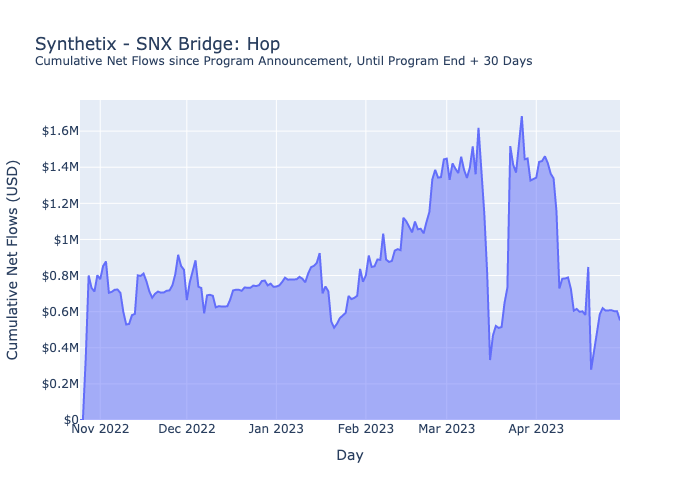 Synthetix - SNX Bridge: Hop
Cumulative Net Flows since Program Announcement, Until Program End + 30 Days
Cumulative Net Flows (USD)
$1.6M
$1.4M
$1.2M
$1M
$0.8M
$0.6M
$0.4M
$0.2M
$0
Nov 2022 Dec 2022 Jan 2023 Feb 2023 Mar 2023 Apr 2023
Day